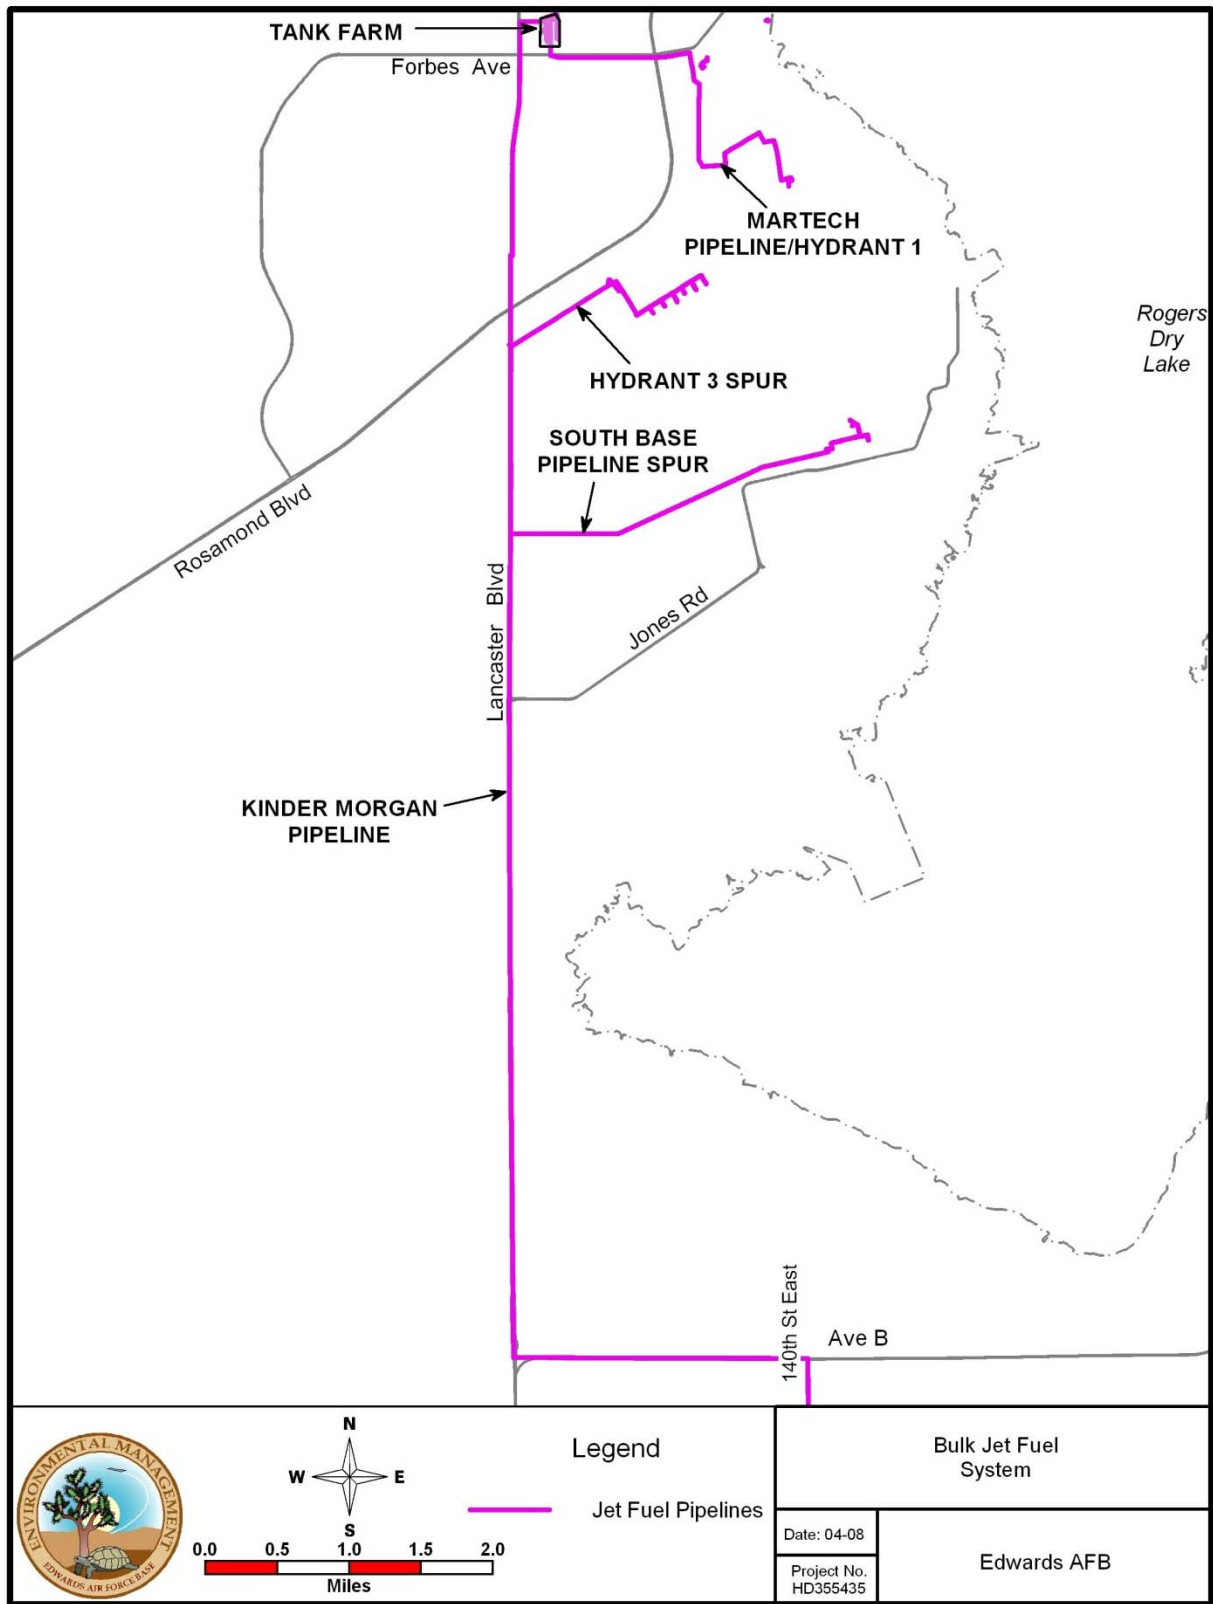 TANK FARM
Forbes Ave
MARTECH
PIPELINE/HYDRANT 1
Rogers
Dry
Lake
HYDRANT 3 SPUR
SOUTH BASE
PIPELINE SPUR
Rosamond Blvd
Lancaster Blvd
Jones Rd
KINDER MORGAN
PIPELINE
140th St East
Ave B
ENVIRONMENTAL MANAGEMENT
EDWARDS AIR FORCE BASE
N
W E
S
0.0 0.5 1.0 1.5 2.0
Miles
Legend
Jet Fuel Pipelines
Bulk Jet Fuel
System
Date: 04-08
Project No.
HD355435
Edwards AFB